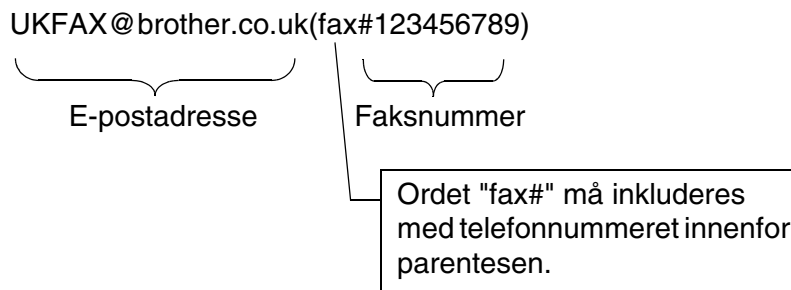 UKFAX@brother.co.uk(fax#123456789)
E-postadresse Faksnummer
Ordet "fax#" må inkluderes
med telefonnummeret innenfor
parentesen.